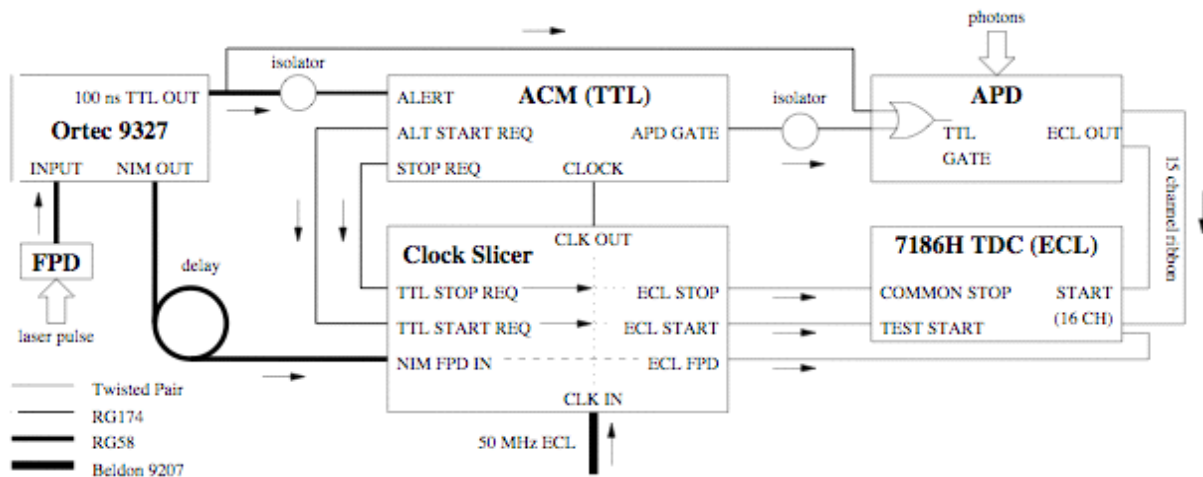 photons
isolator
100 ns TTL OUT
Ortec 9327
INPUT
NIM OUT
ALERT
ACM (TTL)
ALT START REQ
APD GATE
STOP REQ
CLOCK
isolator
APD
TTL
GATE
ECL OUT
15 channel ribbon
FPD
laser pulse
delay
CLK OUT
Clock Slicer
TTL STOP REQ
ECL STOP
TTL START REQ
ECL START
NIM FPD IN
ECL FPD
CLK IN
7186H TDC (ECL)
COMMON STOP
START
TEST START
(16 CH)
50 MHz ECL
Twisted Pair
RG174
RG58
Beldon 9207